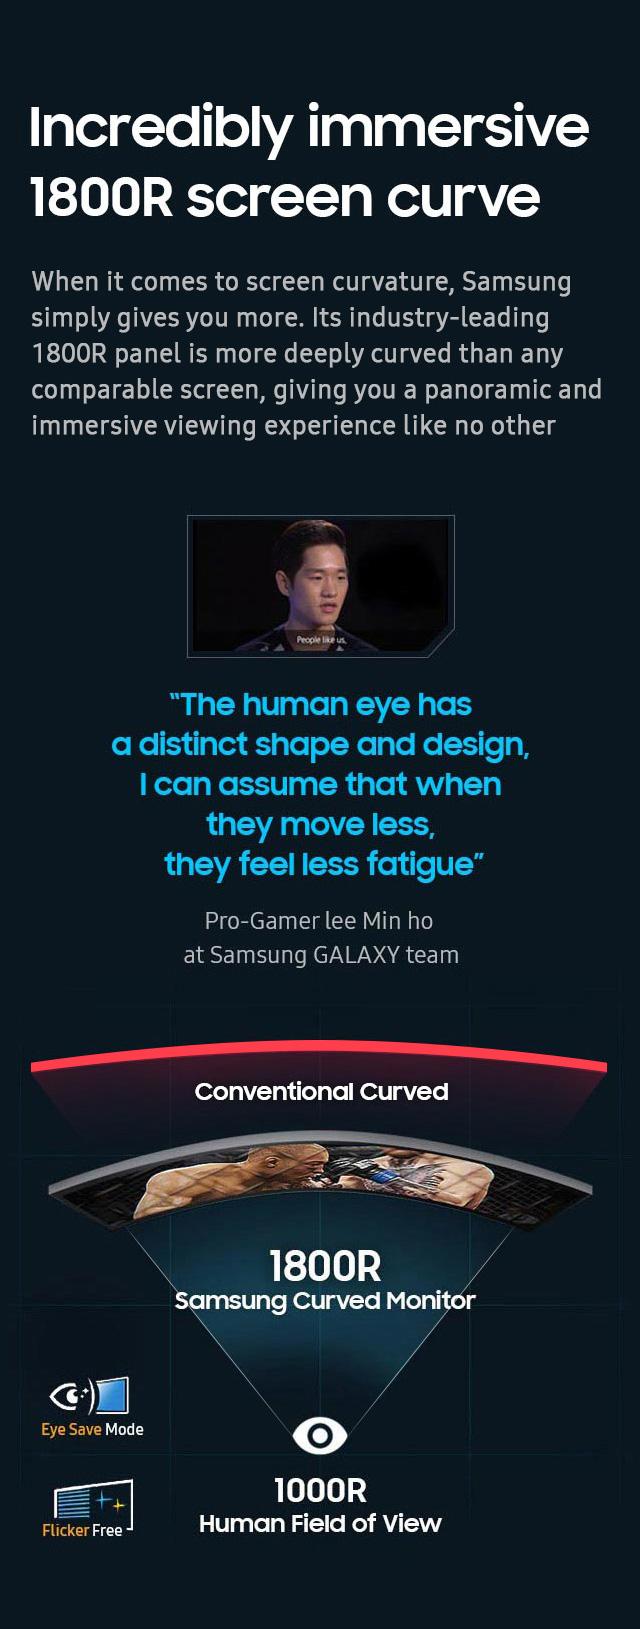 Incredibly immersive
1800R screen curve
When it comes to screen curvature, Samsung
simply gives you more. Its industry-leading
1800R panel is more deeply curved than any
comparable screen, giving you a panoramic and
immersive viewing experience like no other
People like us,
“The human eye has
a distinct shape and design,
I can assume that when
they move less,
they feel less fatigue”
Pro-Gamer lee Min ho
at Samsung GALAXY team
Conventional Curved
1800R
Samsung Curved Monitor
Eye Save Mode
1000R
Human Field of View
Flicker Free